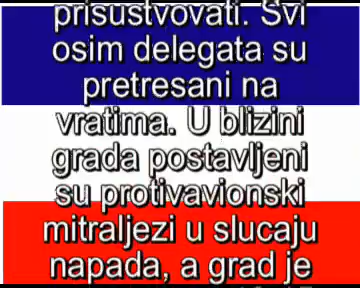 prisustvovati. Svi
osim delegata su
pretresani na
vratima. U blizini
grada postavljeni
su protivavionski
mitraljezi u slucaju
napada, a grad je